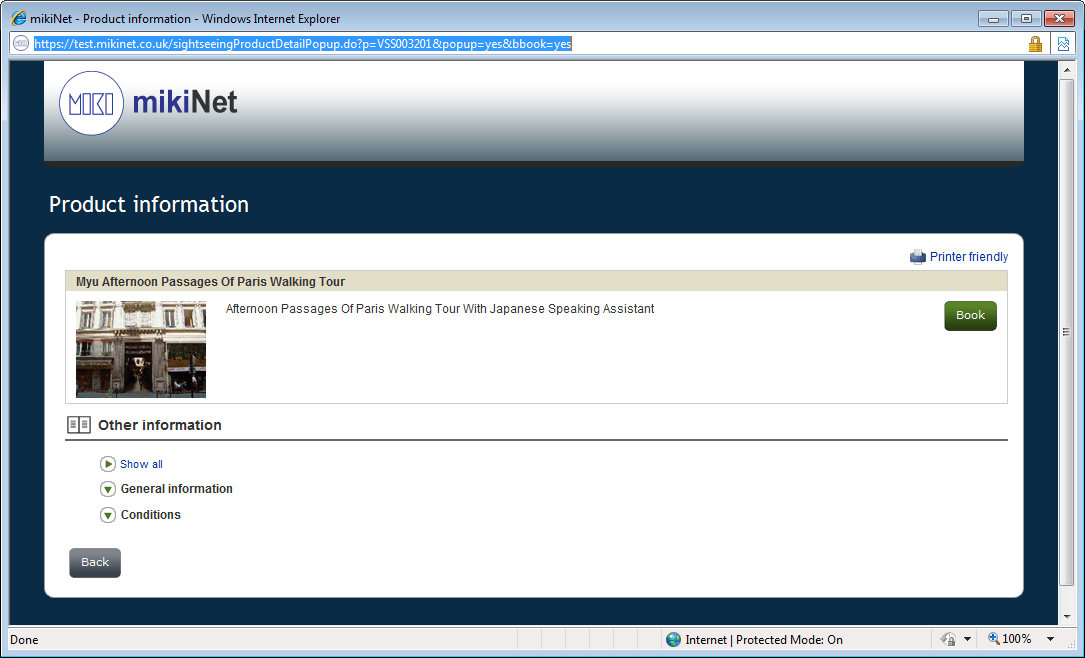 mikiNet - Product information - Windows Internet Explorer
https://test.mikinet.co.uk/sightseeingProductDetailPopup.do?p=VSS003201&popup=yes&bbook=yes
MIKI mikiNet
Product information
Printer friendly
Myu Afternoon Passages Of Paris Walking Tour
Afternoon Passages Of Paris Walking Tour With Japanese Speaking Assistant
Book
Other information
Show all
General information
Conditions
Back
Done
Internet | Protected Mode: On
100%